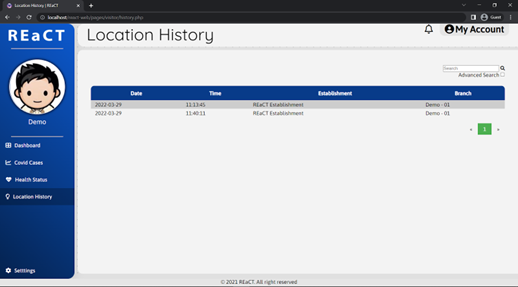 Location History | REaCT
Guest
localhost/react-web/pages/visitor/history.php
REaCT
Location History
My Account
Demo
Dashboard
Covid Cases
Health Status
Location History
Settings
Search
Advanced Search
Date Time Establishment Branch
2022-03-29 11:13:45 REaCT Establishment Demo - 01
2022-03-29 11:40:13 REaCT Establishment Demo - 01
« 1 »
© 2021 REaCT. All right reserved